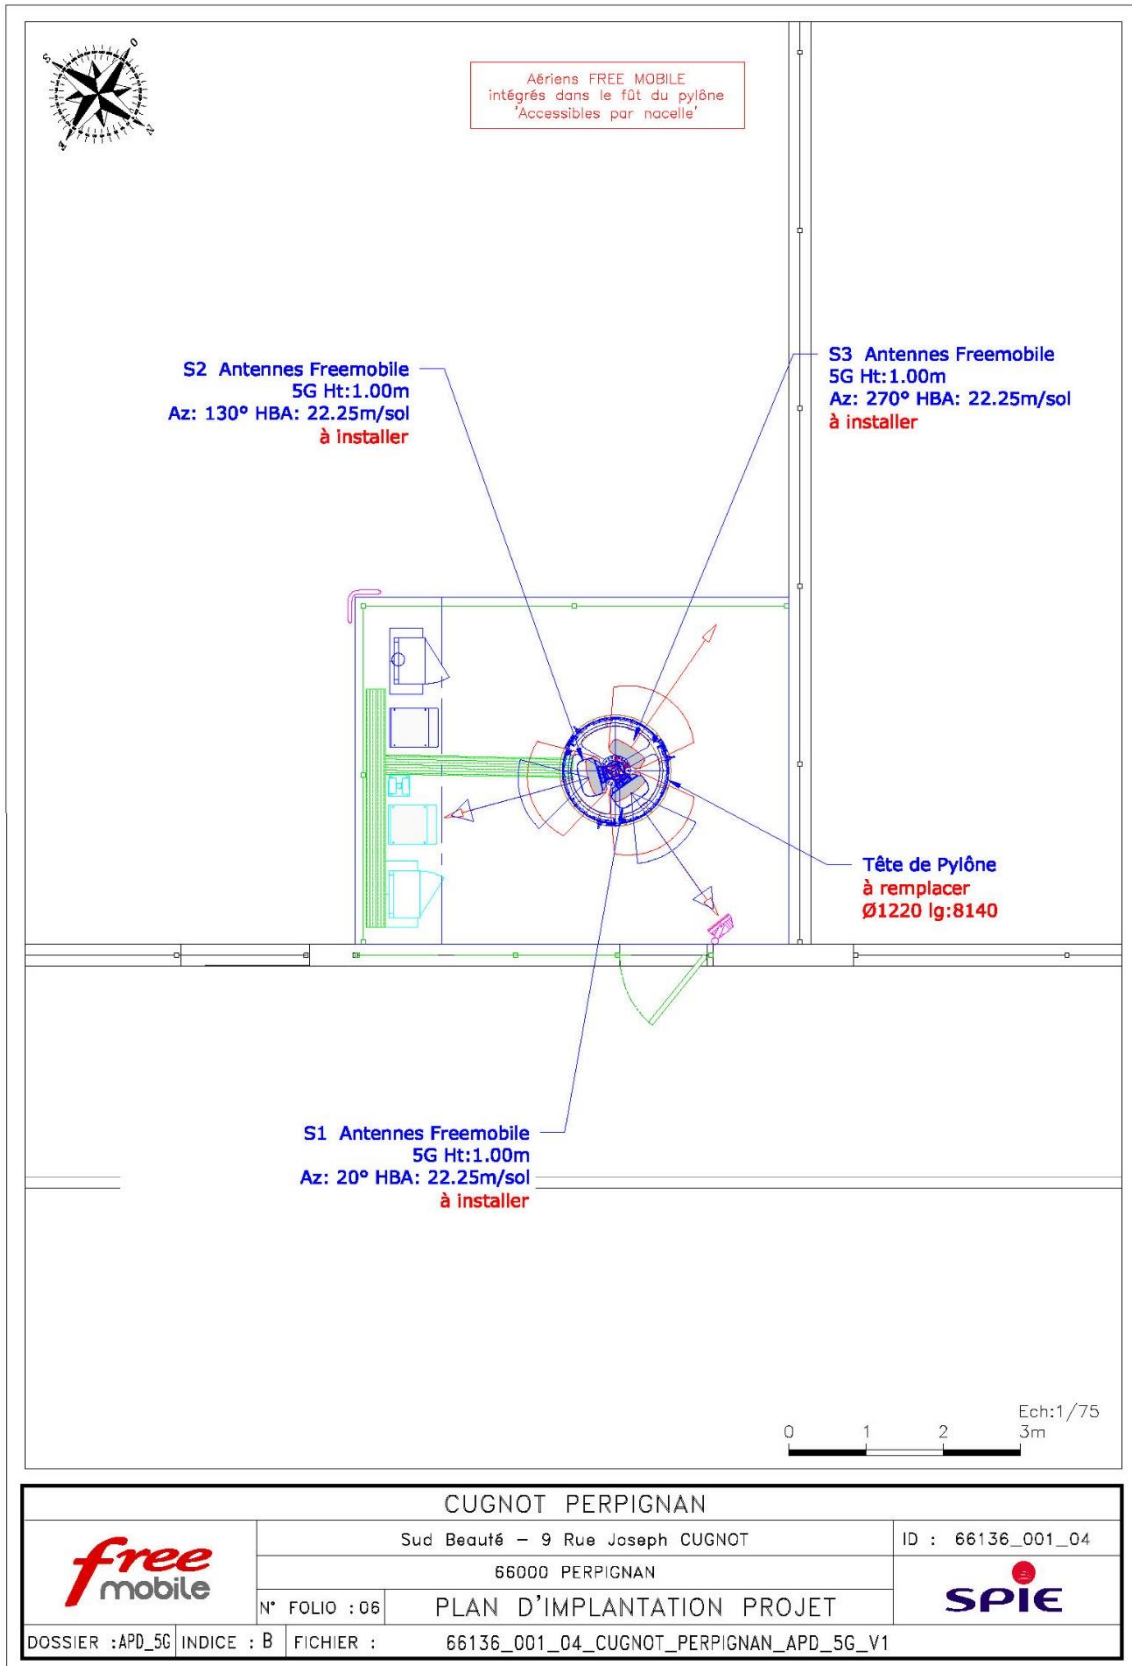 O
S
N
E
Aériens FREE MOBILE
intégrés dans le fût du pylône
'Accessibles par nacelle'
S2 Antennes Freemobile
5G Ht:1.00m
Az: 130° HBA: 22.25m/sol
à installer
S3 Antennes Freemobile
5G Ht:1.00m
Az: 270° HBA: 22.25m/sol
à installer
Tête de Pylône
à remplacer
Ø1220 lg:8140
S1 Antennes Freemobile
5G Ht:1.00m
Az: 20° HBA: 22.25m/sol
à installer
Ech:1/75
0 1 2 3m
CUGNOT PERPIGNAN
free
mobile
Sud Beauté – 9 Rue Joseph CUGNOT
ID : 66136_001_04
66000 PERPIGNAN
SPIE
N° FOLIO :06
PLAN D'IMPLANTATION PROJET
DOSSIER :APD_5G INDICE : B FICHIER : 66136_001_04_CUGNOT_PERPIGNAN_APD_5G_V1